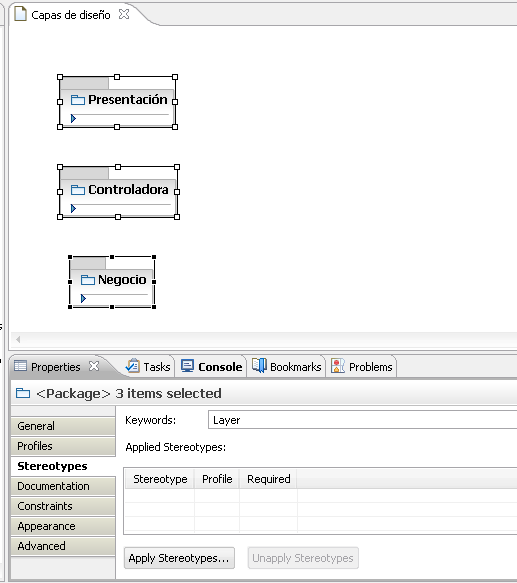 Capas de diseño
Presentación
Controladora
Negocio
Properties Tasks Console Bookmarks Problems
<Package> 3 items selected
General
Profiles
Stereotypes
Documentation
Constraints
Appearance
Advanced
Keywords: Layer
Applied Stereotypes:
Stereotype Profile Required
Apply Stereotypes... Unapply Stereotypes